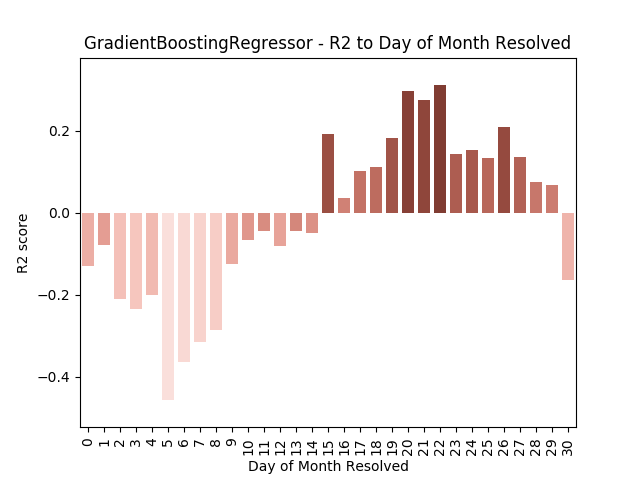 GradientBoostingRegressor - R2 to Day of Month Resolved
R2 score
0.2
0.0
−0.2
−0.4
0 1 2 3 4 5 6 7 8 9 10 11 12 13 14 15 16 17 18 19 20 21 22 23 24 25 26 27 28 29 30
Day of Month Resolved